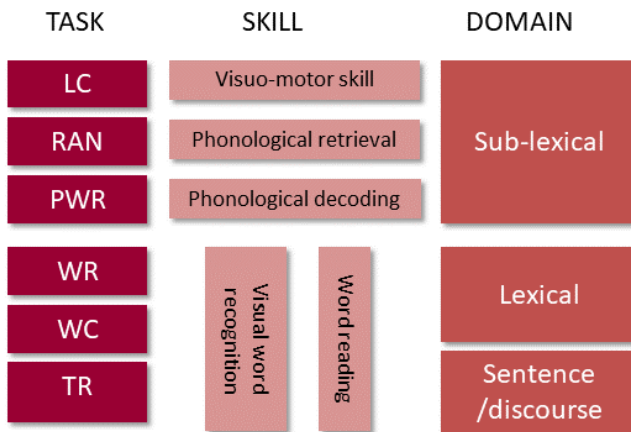 TASK SKILL DOMAIN
LC Visuo-motor skill
RAN Phonological retrieval Sub-lexical
PWR Phonological decoding
WR
WC
TR
Visual word
recognition
Word reading
Lexical
Sentence
/discourse